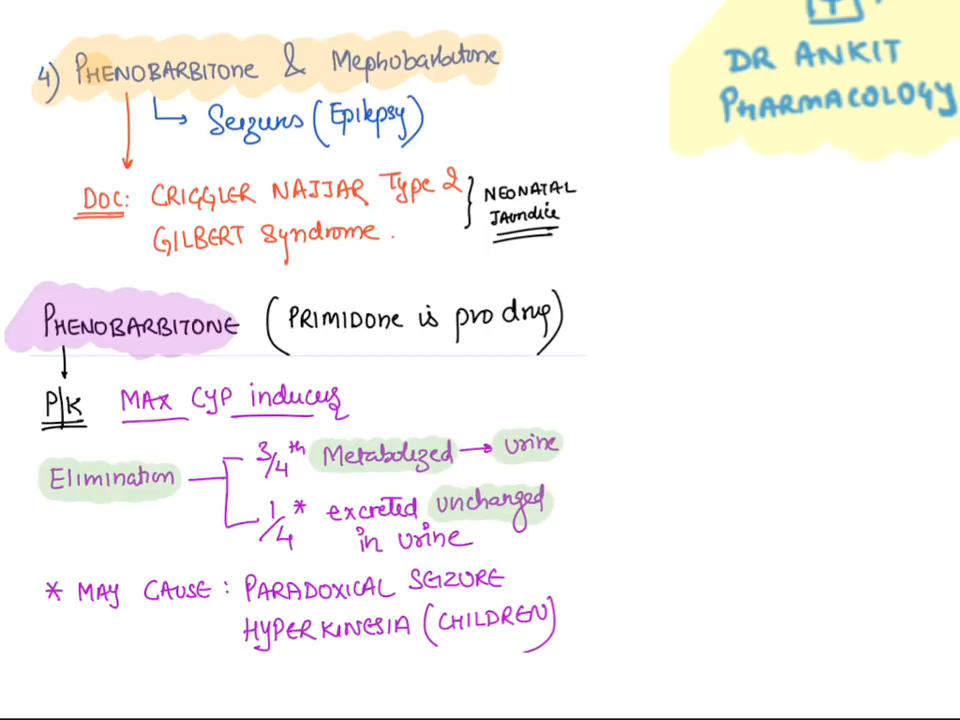 DR ANKIT
PHARMACOLOGY
4) PHENOBARBITONE & Mephobarbitone
Seizures (Epilepsy)
DOC: CRIGGLER NAJJAR Type 2
GILBERT Syndrome.
NEONATAL
JAundice
PHENOBARBITONE (PRIMIDONE is pro drug)
P/K MAX CYP inducer
Elimination
3/4th Metabolized → urine
1/4 * excreted unchanged
in urine
* MAY CAUSE: PARADOXICAL SEIZURE
HYPERKINESIA (CHILDREN)